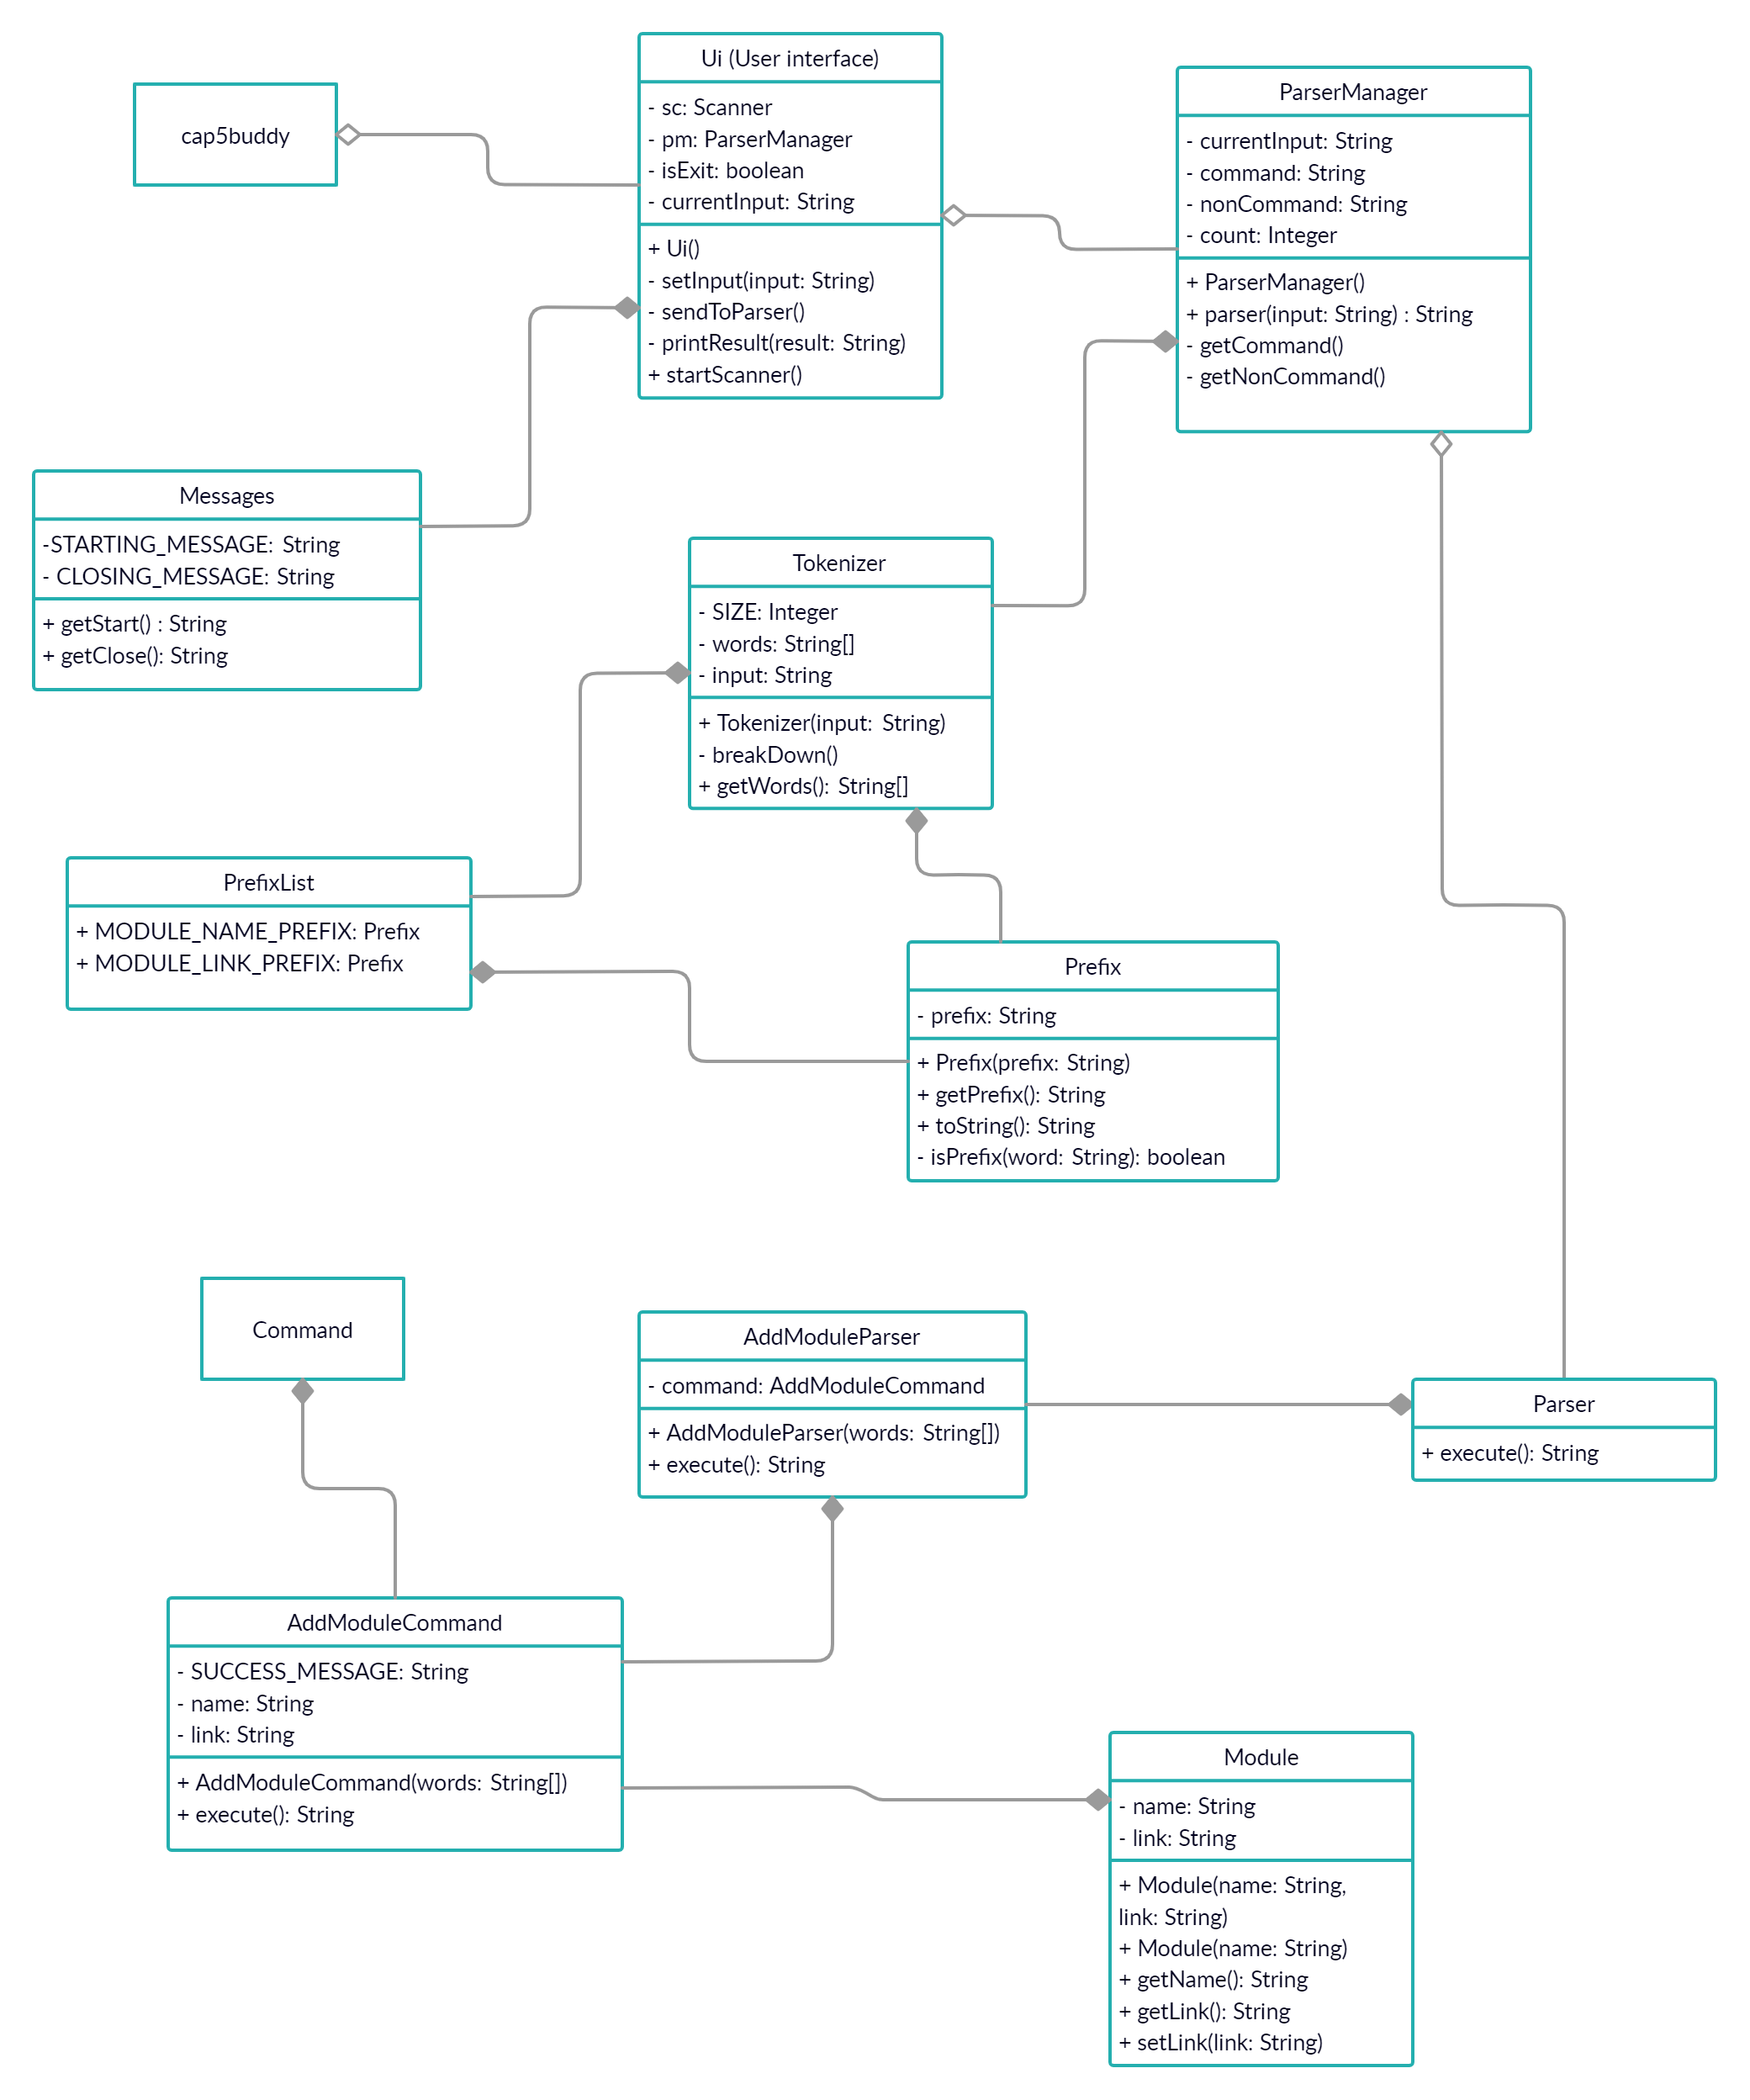 cap5buddy
Ui (User interface)
- sc: Scanner
- pm: ParserManager
- isExit: boolean
- currentInput: String
+ Ui()
- setInput(input: String)
- sendToParser()
- printResult(result: String)
+ startScanner()
ParserManager
- currentInput: String
- command: String
- nonCommand: String
- count: Integer
+ ParserManager()
+ parser(input: String) : String
- getCommand()
- getNonCommand()
Messages
-STARTING_MESSAGE: String
- CLOSING_MESSAGE: String
+ getStart() : String
+ getClose(): String
Tokenizer
- SIZE: Integer
- words: String[]
- input: String
+ Tokenizer(input: String)
- breakDown()
+ getWords(): String[]
PrefixList
+ MODULE_NAME_PREFIX: Prefix
+ MODULE_LINK_PREFIX: Prefix
Prefix
- prefix: String
+ Prefix(prefix: String)
+ getPrefix(): String
+ toString(): String
- isPrefix(word: String): boolean
Command
AddModuleParser
- command: AddModuleCommand
+ AddModuleParser(words: String[])
+ execute(): String
Parser
+ execute(): String
AddModuleCommand
- SUCCESS_MESSAGE: String
- name: String
- link: String
+ AddModuleCommand(words: String[])
+ execute(): String
Module
- name: String
- link: String
+ Module(name: String,
link: String)
+ Module(name: String)
+ getName(): String
+ getLink(): String
+ setLink(link: String)